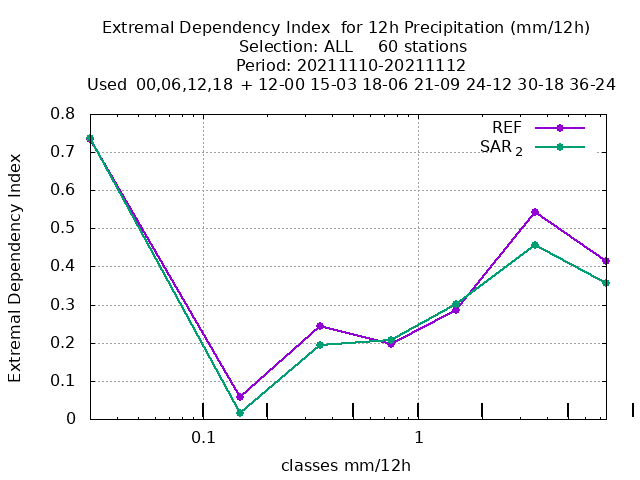 Extremal Dependency Index  for 12h Precipitation (mm/12h)
Selection: ALL     60 stations
Period: 20211110-20211112
Used  00,06,12,18  + 12-00 15-03 18-06 21-09 24-12 30-18 36-24
REF
SAR 2
0.8
0.7
0.6
0.5
0.4
0.3
0.2
0.1
0
Extremal Dependency Index
0.1 1
classes mm/12h